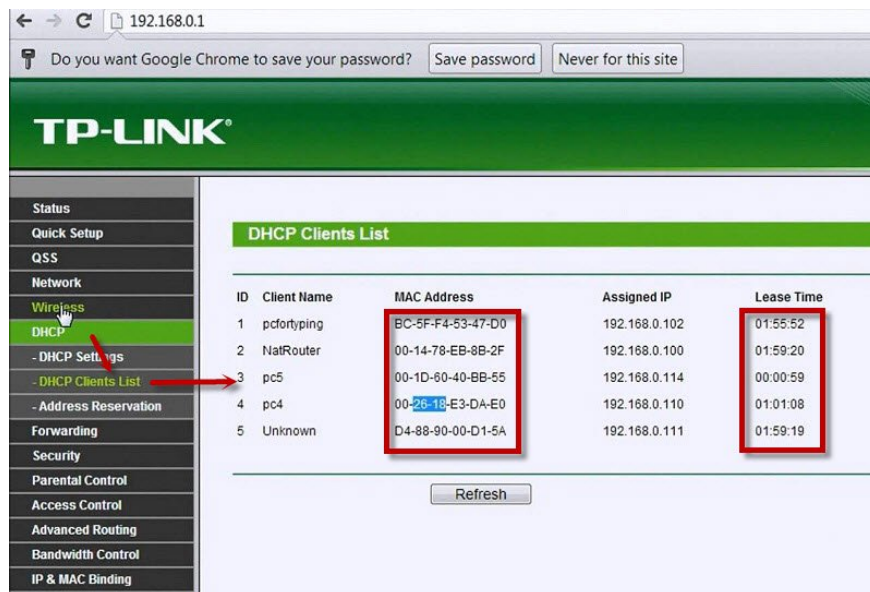 192.168.0.1
Do you want Google Chrome to save your password? Save password Never for this site
TP-LINK®
Status
Quick Setup
QSS
Network
Wireless
DHCP
- DHCP Settings
- DHCP Clients List
- Address Reservation
Forwarding
Security
Parental Control
Access Control
Advanced Routing
Bandwidth Control
IP & MAC Binding
DHCP Clients List
ID Client Name MAC Address Assigned IP Lease Time
1 pcfortyping BC-5F-F4-53-47-D0 192.168.0.102 01:55:52
2 NatRouter 00-14-78-EB-8B-2F 192.168.0.100 01:59:20
3 pc5 00-1D-60-40-BB-55 192.168.0.114 00:00:59
4 pc4 00-26-18-E3-DA-E0 192.168.0.110 01:01:08
5 Unknown D4-88-90-00-D1-5A 192.168.0.111 01:59:19
Refresh